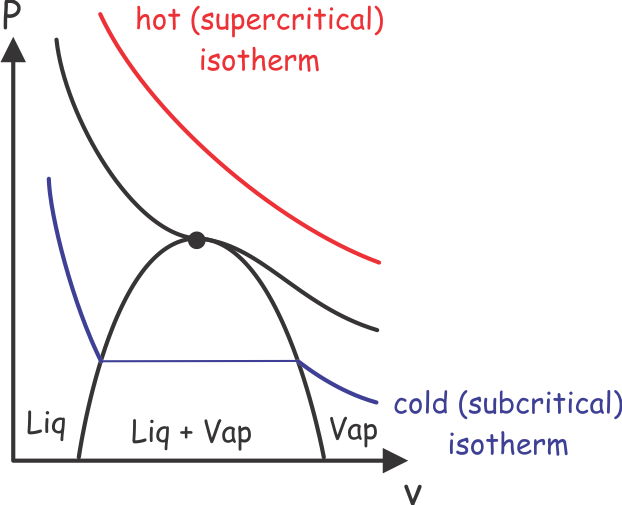 P
hot (supercritical)
isotherm
cold (subcritical)
isotherm
Liq
Liq + Vap
Vap
v